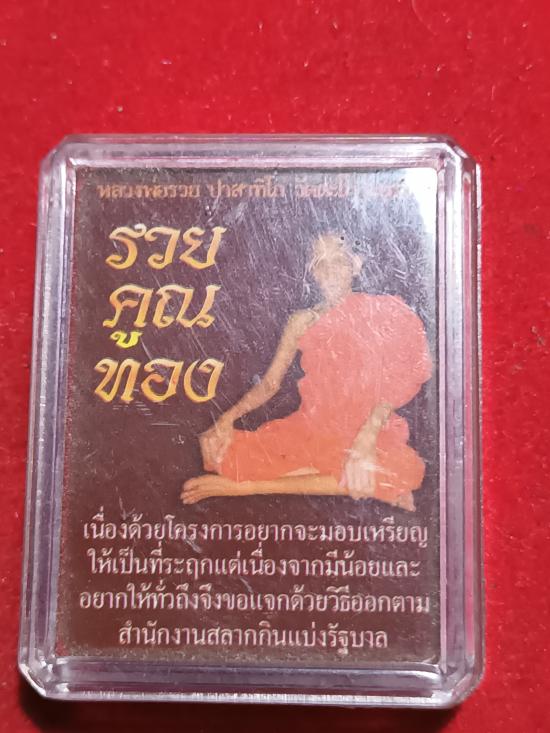 หลวงพ่อรวย ปาสาทิโก
รวย
คูณ
ทอง
เนื่องด้วยโครงการอยากจะมอบเหรียญ
ให้เป็นที่ระฤกแต่เนื่องจากมีน้อยและ
อยากให้ทั่วถึงจึงขอแจกด้วยวิธีออกตาม
สำนักงานสลากกินแบ่งรัฐบาล